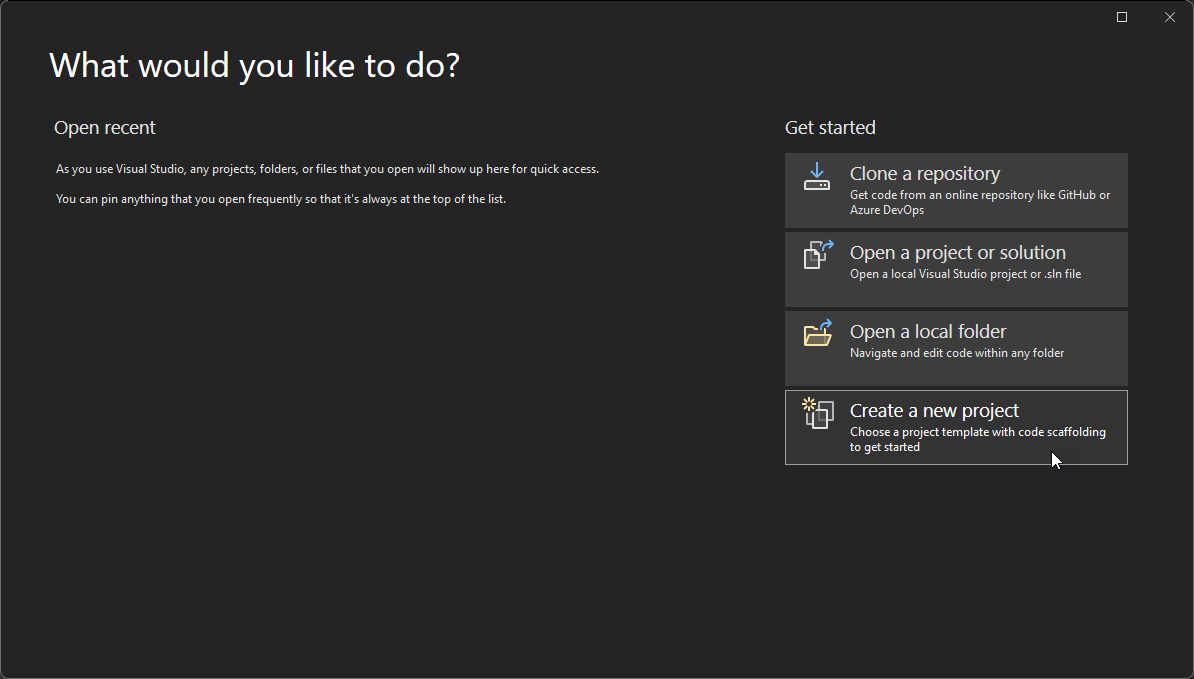 What would you like to do?
Open recent
As you use Visual Studio, any projects, folders, or files that you open will show up here for quick access.
You can pin anything that you open frequently so that it's always at the top of the list.
Get started
Clone a repository
Get code from an online repository like GitHub or
Azure DevOps
Open a project or solution
Open a local Visual Studio project or .sln file
Open a local folder
Navigate and edit code within any folder
Create a new project
Choose a project template with code scaffolding
to get started